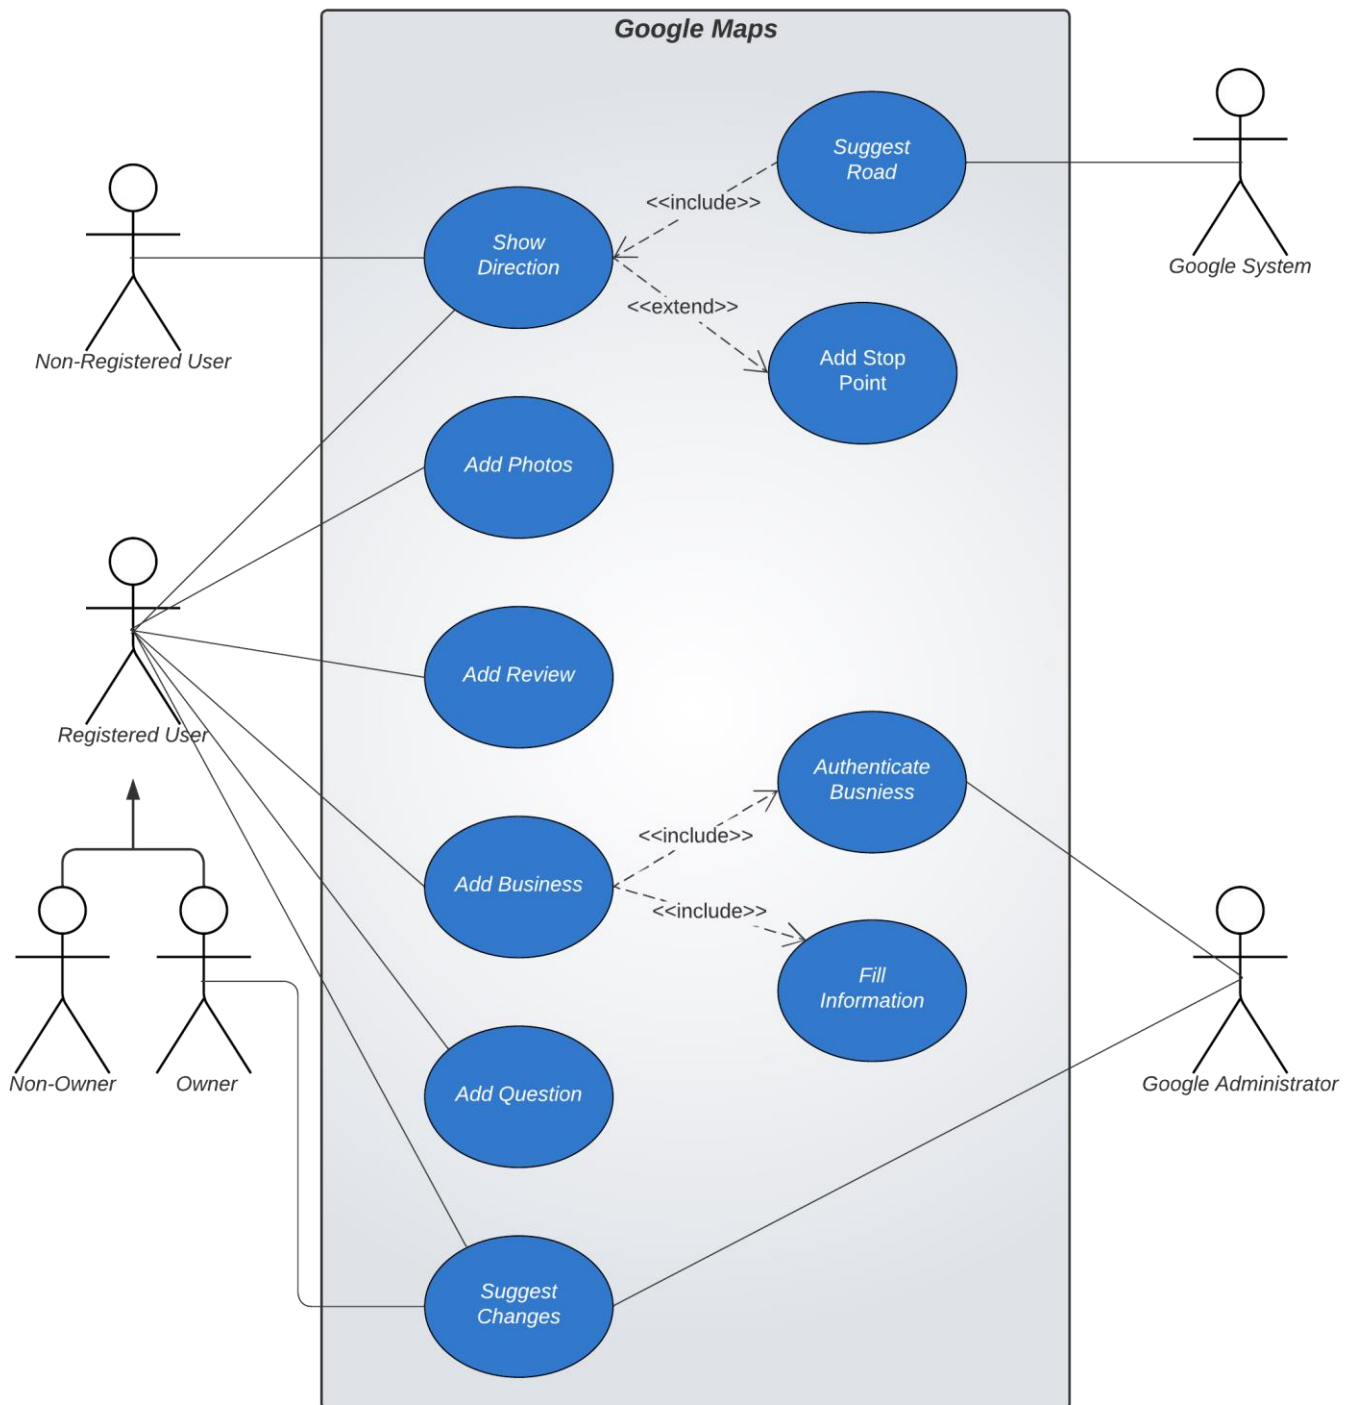 Google Maps
Suggest
Road
<<include>>
Show
Direction
Google System
<<extend>>
Non-Registered User
Add Stop
Point
Add Photos
Add Review
Registered User
Authenticate
Busniess
<<include>>
Add Business
<<include>>
Fill
Information
Non-Owner
Owner
Google Administrator
Add Question
Suggest
Changes